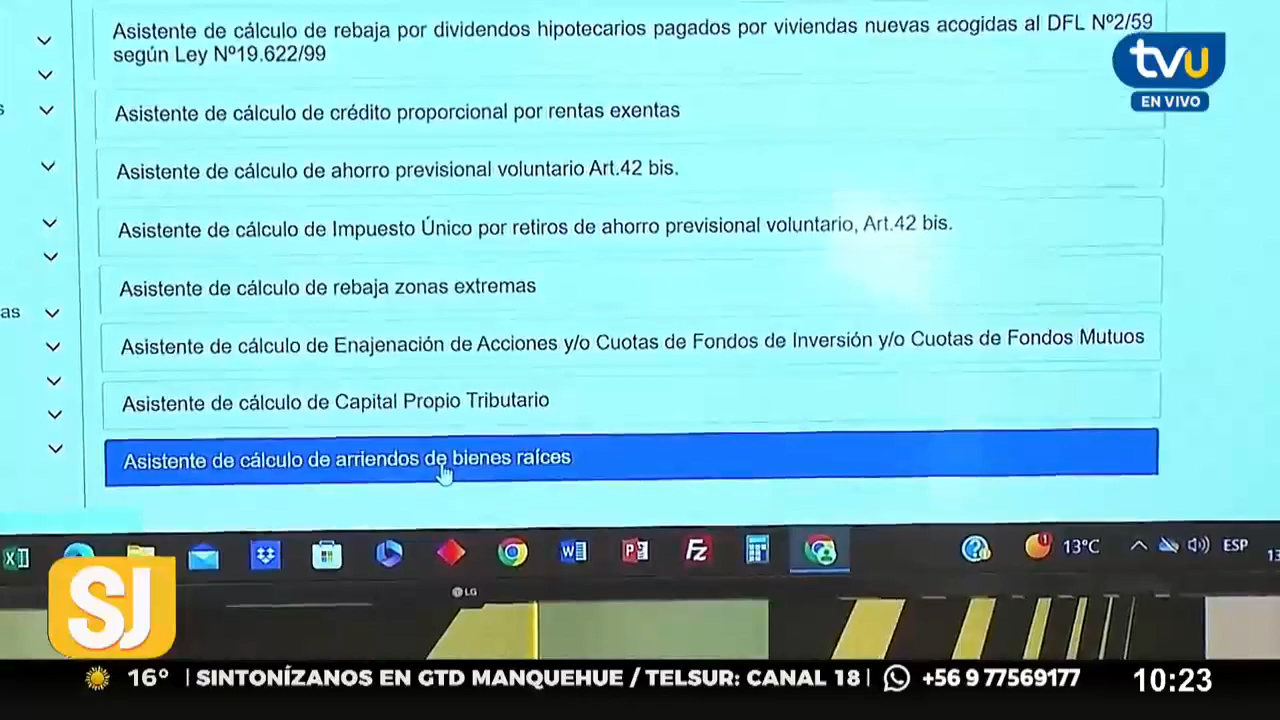 Asistente de cálculo de rebaja por dividendos hipotecarios pagados por viviendas nuevas acogidas al DFL Nº2/59
según Ley Nº19.622/99
tvu
EN VIVO
s
Asistente de cálculo de crédito proporcional por rentas exentas
Asistente de cálculo de ahorro previsional voluntario Art.42 bis.
Asistente de cálculo de Impuesto Único por retiros de ahorro previsional voluntario, Art.42 bis.
Asistente de cálculo de rebaja zonas extremas
as
Asistente de cálculo de Enajenación de Acciones y/o Cuotas de Fondos de Inversión y/o Cuotas de Fondos Mutuos
Asistente de cálculo de Capital Propio Tributario
Asistente de cálculo de arriendos de bienes raíces
1
13°C
ESP
13
LG
SJ
16° | SINTONÍZANOS EN GTD MANQUEHUE / TELSUR: CANAL 18 | +56 9 77569177
10:23